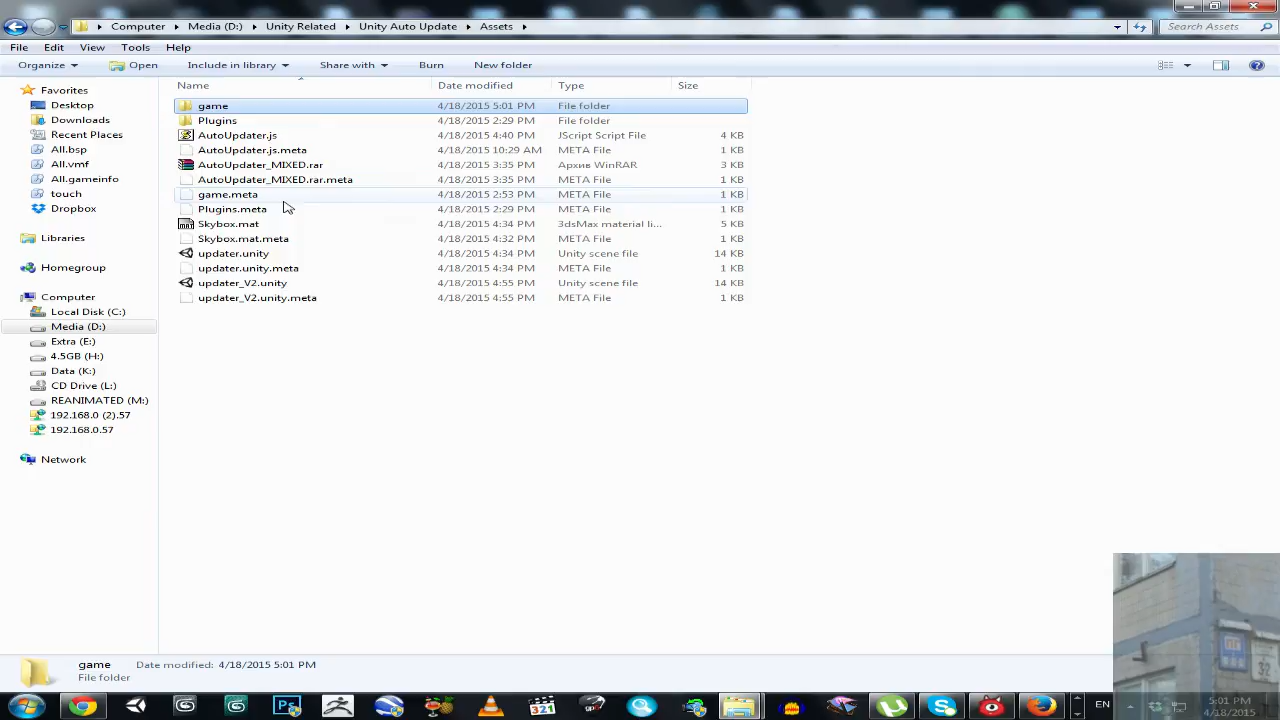 Computer Media (D:) Unity Related Unity Auto Update Assets Search Assets
File Edit View Tools Help
Organize Open Include in library Share with Burn New folder
Name Date modified Type Size
Favorites
Desktop
Downloads
Recent Places
All.bsp
All.vmf
All.gameinfo
touch
Dropbox
Libraries
Homegroup
Computer
Local Disk (C:)
Media (D:)
Extra (E:)
4.5GB (H:)
Data (K:)
CD Drive (L:)
REANIMATED (M:)
192.168.0 (2).57
192.168.0.57
Network
game 4/18/2015 5:01 PM File folder
Plugins 4/18/2015 2:29 PM File folder
AutoUpdater.js 4/18/2015 4:40 PM JScript Script File 4 KB
AutoUpdater.js.meta 4/18/2015 10:29 AM META File 1 KB
AutoUpdater_MIXED.rar 4/18/2015 3:35 PM Архив WinRAR 3 KB
AutoUpdater_MIXED.rar.meta 4/18/2015 3:35 PM META File 1 KB
game.meta 4/18/2015 2:53 PM META File 1 KB
Plugins.meta 4/18/2015 2:29 PM META File 1 KB
Skybox.mat 4/18/2015 4:34 PM 3dsMax material li... 5 KB
Skybox.mat.meta 4/18/2015 4:32 PM META File 1 KB
updater.unity 4/18/2015 4:34 PM Unity scene file 14 KB
updater.unity.meta 4/18/2015 4:34 PM META File 1 KB
updater_V2.unity 4/18/2015 4:55 PM Unity scene file 14 KB
updater_V2.unity.meta 4/18/2015 4:55 PM META File 1 KB
game Date modified: 4/18/2015 5:01 PM
File folder
32
Ps 321 EN 5:01 PM
4/18/2015